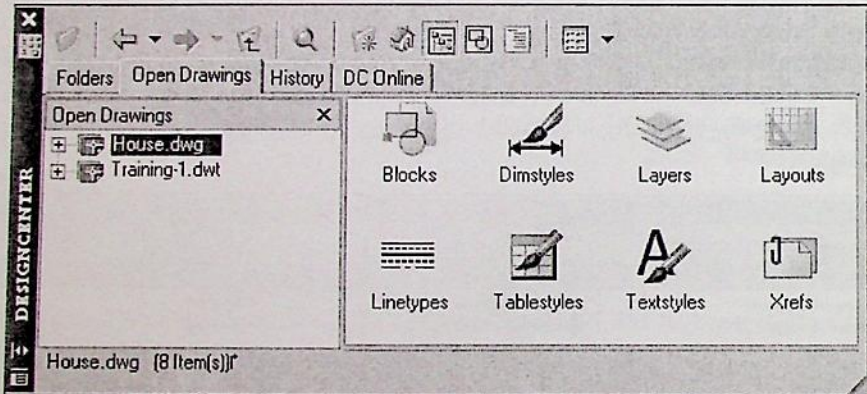 Folders Open Drawings History DC Online
Open Drawings
House.dwg
Training-1.dwt
Blocks Dimstyles Layers Layouts
Linetypes Tablestyles Textstyles Xrefs
DESIGNCENTER
House.dwg (8 Item(s))